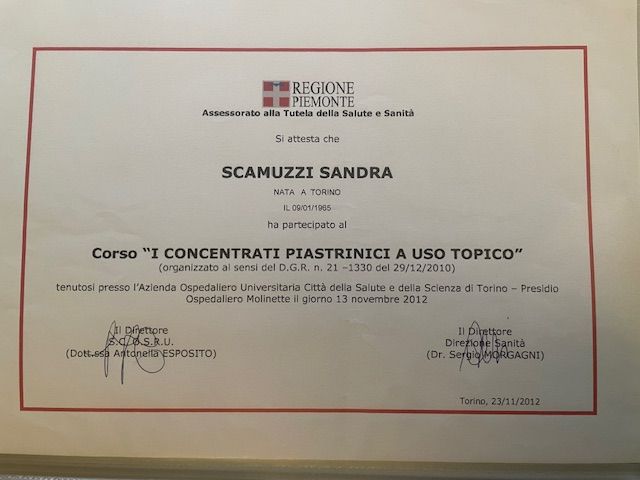 REGIONE
PIEMONTE
Assessorato alla Tutela della Salute e Sanità
Si attesta che
SCAMUZZI SANDRA
NATA A TORINO
IL 09/01/1965
ha partecipato al
Corso “I CONCENTRATI PIASTRINICI A USO TOPICO”
(organizzato ai sensi del D.G.R. n. 21 –1330 del 29/12/2010)
tenutosi presso l'Azienda Ospedaliero Universitaria Città della Salute e della Scienza di Torino – Presidio
Ospedaliero Molinette il giorno 13 novembre 2012
Il Direttore
S.C. O.S.R.U.
(Dott.ssa Antonella ESPOSITO)
Il Direttore
Direzione Sanità
(Dr. Sergio MORGAGNI)
Torino, 23/11/2012